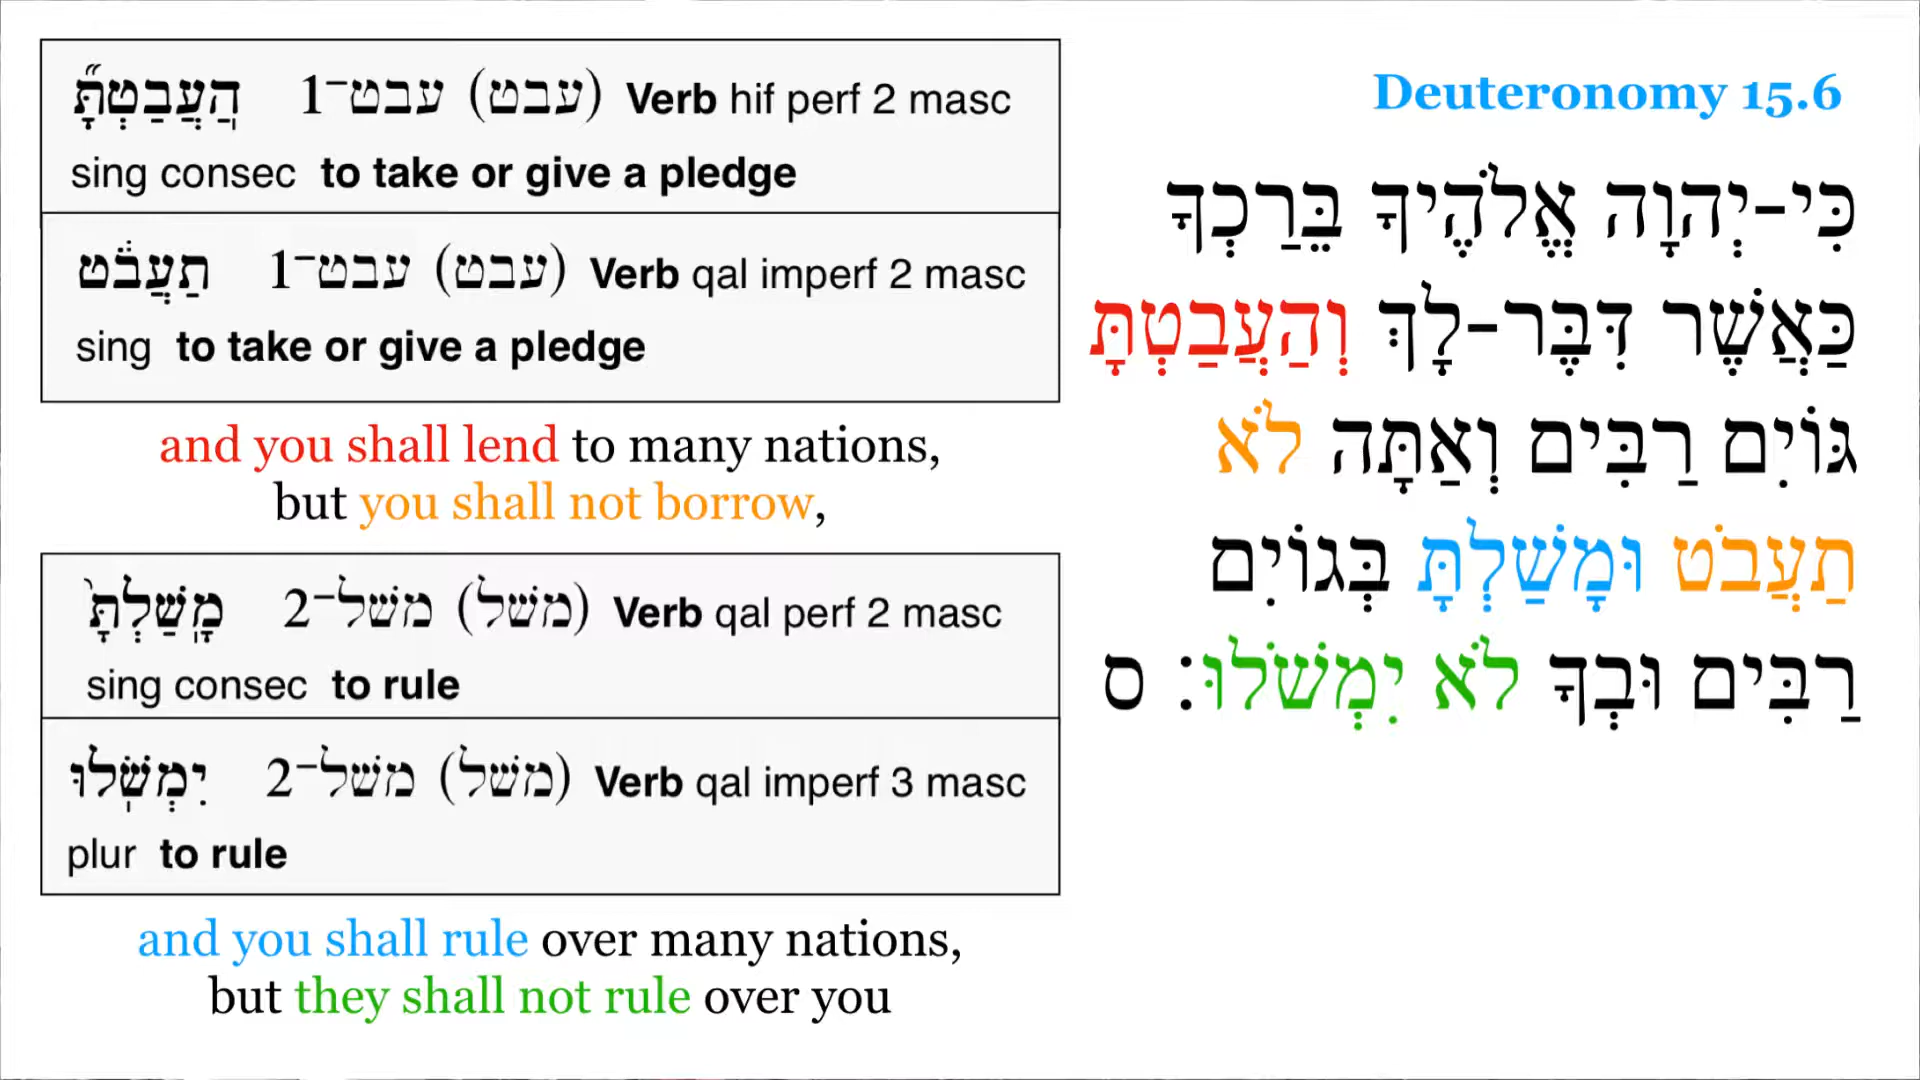 הַֽעֲבַטְתָּ֞ עבט־1 (עבט) Verb hif perf 2 masc
sing consec to take or give a pledge
תַעֲבֹ֔ט עבט־1 (עבט) Verb qal imperf 2 masc
sing to take or give a pledge
and you shall lend to many nations,
but you shall not borrow,
מָֽשַׁלְתָּ֙ משׁל־2 (משׁל) Verb qal perf 2 masc
sing consec to rule
יִמְשֹֽׁלוּ משׁל־2 (משׁל) Verb qal imperf 3 masc
plur to rule
and you shall rule over many nations,
but they shall not rule over you
Deuteronomy 15.6
כִּי-יְהוָה אֱלֹהֶיךָ בֵּרַכְךָ
כַּאֲשֶׁר דִּבֶּר-לָךְ וְהַעֲבַטְתָּ
גּוֹיִם רַבִּים וְאַתָּה לֹא
תַעֲבֹט וּמָשַׁלְתָּ בְּגוֹיִם
רַבִּים וּבְךָ לֹא יִמְשֹׁלוּ׃ ס